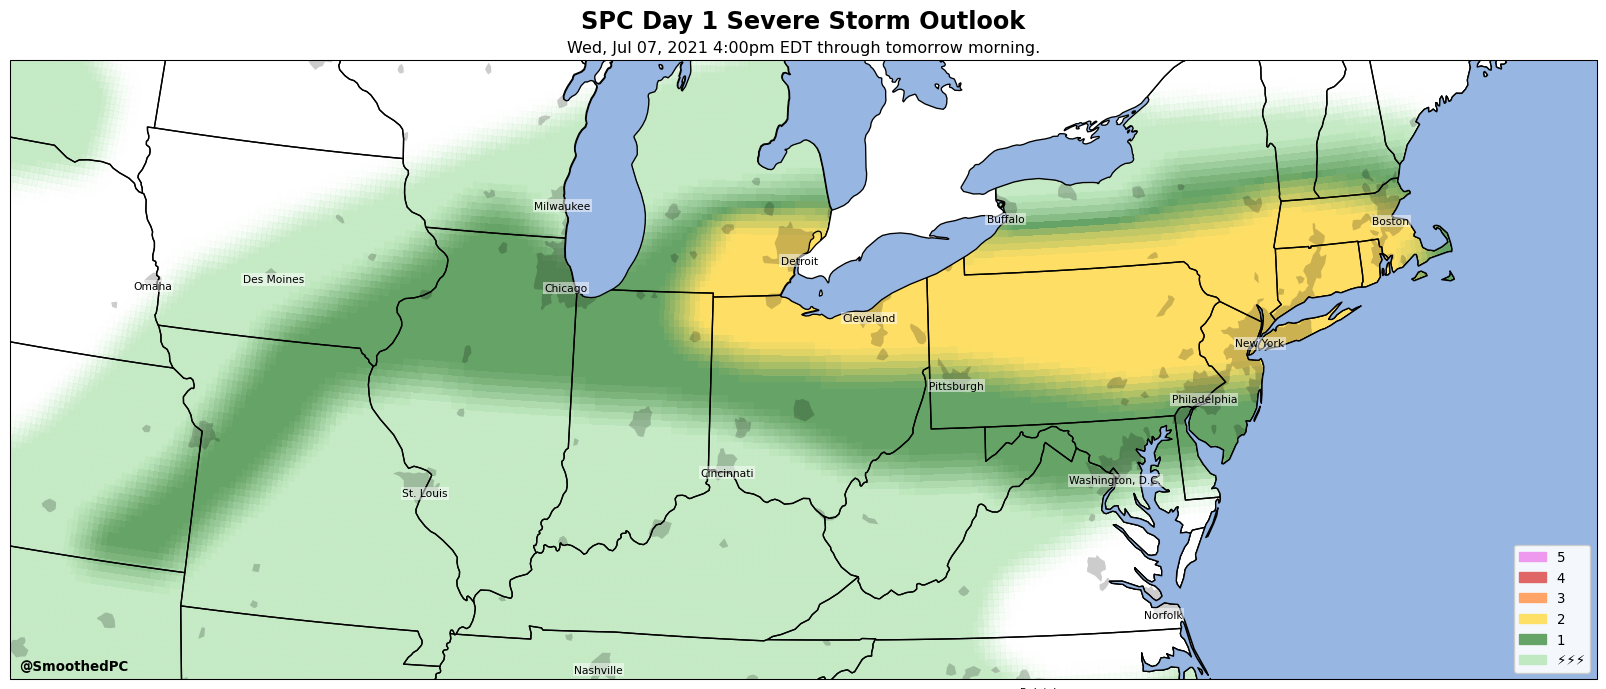 SPC Day 1 Severe Storm Outlook
Wed, Jul 07, 2021 4:00pm EDT through tomorrow morning.
Milwaukee
Buffalo
Boston
Detroit
Des Moines
Omaha
Chicago
Cleveland
New York
Pittsburgh
Philadelphia
Cincinnati
Washington, D.C.
St. Louis
Norfolk
Nashville
@SmoothedPC
5
4
3
2
1
⚡⚡⚡